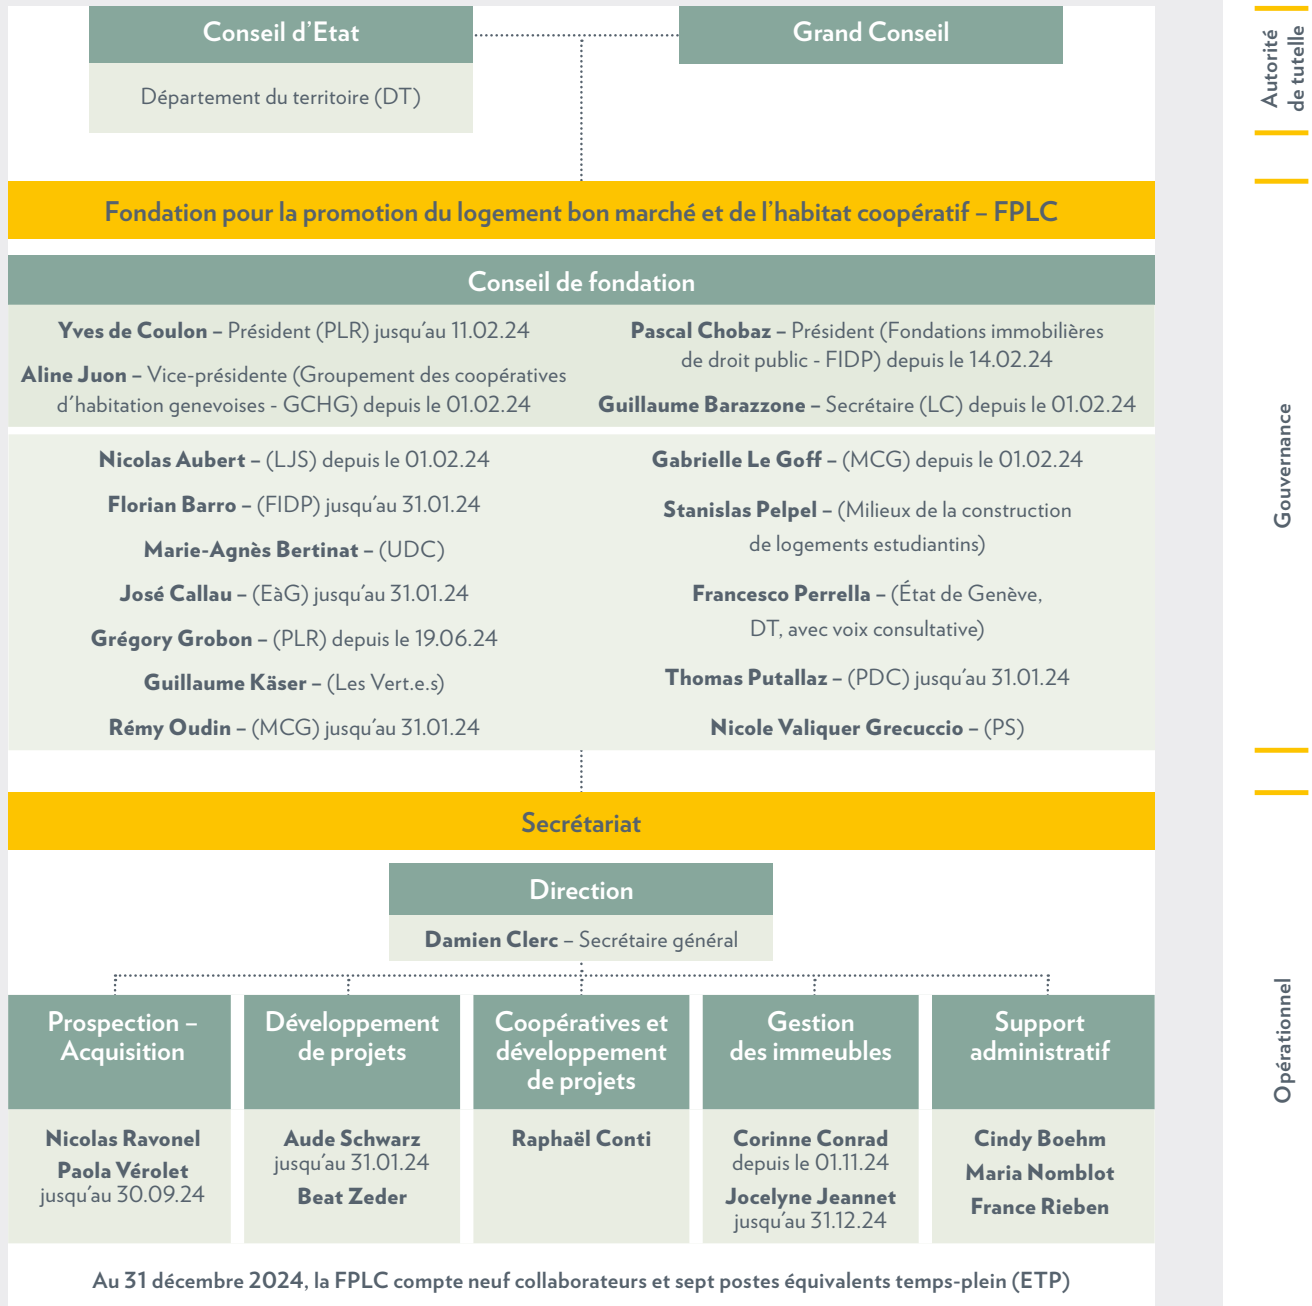 Conseil d'Etat
Grand Conseil
Département du territoire (DT)
Autorité
de tutelle
Fondation pour la promotion du logement bon marché et de l'habitat coopératif – FPLC
Conseil de fondation
Yves de Coulon – Président (PLR) jusqu'au 11.02.24
Aline Juon – Vice-présidente (Groupement des coopératives
d'habitation genevoises - GCHG) depuis le 01.02.24
Pascal Chobaz – Président (Fondations immobilières
de droit public - FIDP) depuis le 14.02.24
Guillaume Barazzone – Secrétaire (LC) depuis le 01.02.24
Nicolas Aubert – (LJS) depuis le 01.02.24
Florian Barro – (FIDP) jusqu'au 31.01.24
Marie-Agnès Bertinat – (UDC)
José Callau – (EàG) jusqu'au 31.01.24
Grégory Grobon – (PLR) depuis le 19.06.24
Guillaume Käser – (Les Vert.e.s)
Rémy Oudin – (MCG) jusqu'au 31.01.24
Gabrielle Le Goff – (MCG) depuis le 01.02.24
Stanislas Pelpel – (Milieux de la construction
de logements estudiantins)
Francesco Perrella – (État de Genève,
DT, avec voix consultative)
Thomas Putallaz – (PDC) jusqu'au 31.01.24
Nicole Valiquer Grecuccio – (PS)
Gouvernance
Secrétariat
Direction
Damien Clerc – Secrétaire général
Prospection –
Acquisition
Nicolas Ravonel
Paola Vérolet
jusqu'au 30.09.24
Développement
de projets
Aude Schwarz
jusqu'au 31.01.24
Beat Zeder
Coopératives et
développement
de projets
Raphaël Conti
Gestion
des immeubles
Corinne Conrad
depuis le 01.11.24
Jocelyne Jeannet
jusqu'au 31.12.24
Support
administratif
Cindy Boehm
Maria Nomblot
France Rieben
Opérationnel
Au 31 décembre 2024, la FPLC compte neuf collaborateurs et sept postes équivalents temps-plein (ETP)